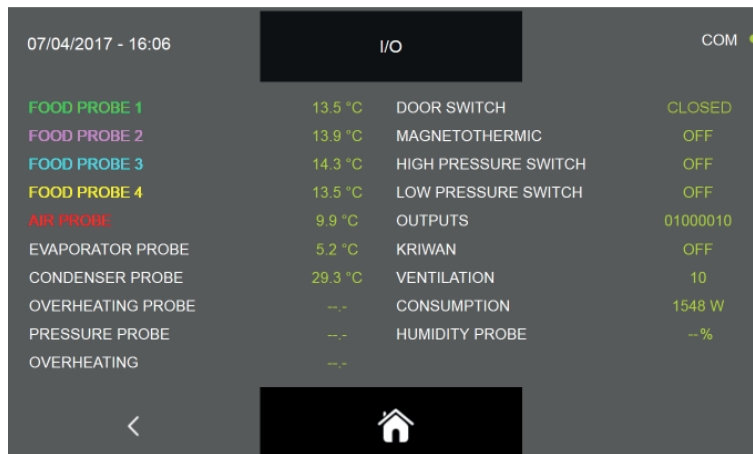 07/04/2017 - 16:06 I/O COM
FOOD PROBE 1 13.5 °C DOOR SWITCH CLOSED
FOOD PROBE 2 13.9 °C MAGNETOTHERMIC OFF
FOOD PROBE 3 14.3 °C HIGH PRESSURE SWITCH OFF
FOOD PROBE 4 13.5 °C LOW PRESSURE SWITCH OFF
AIR PROBE 9.9 °C OUTPUTS 01000010
EVAPORATOR PROBE 5.2 °C KRIWAN OFF
CONDENSER PROBE 29.3 °C VENTILATION 10
OVERHEATING PROBE --.- CONSUMPTION 1548 W
PRESSURE PROBE --.- HUMIDITY PROBE --%
OVERHEATING --.-